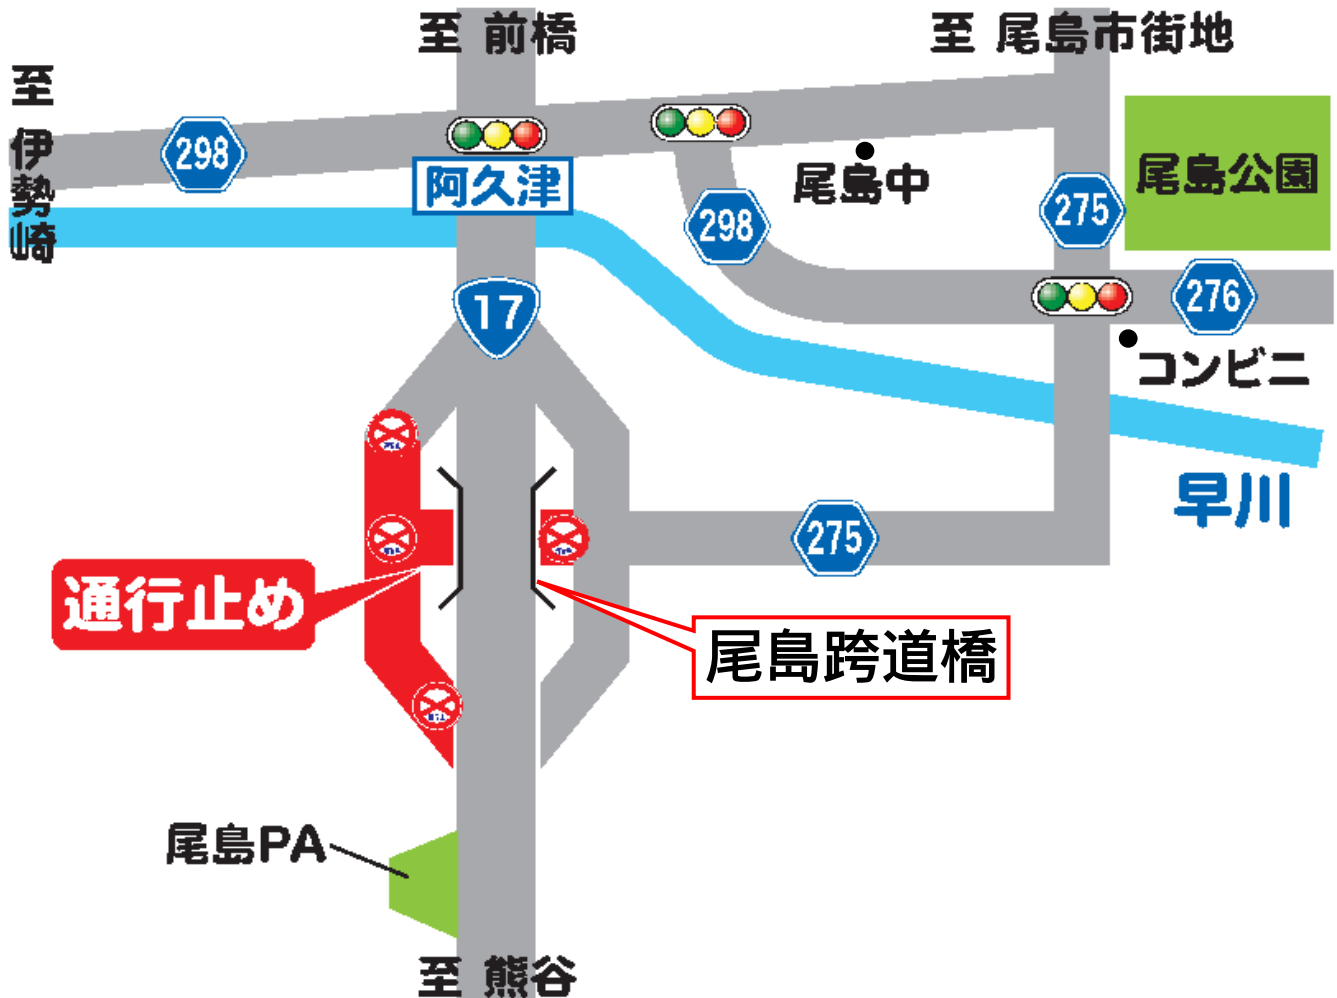 至 前橋
至 尾島市街地
至 伊勢崎
298
阿久津
尾島中
尾島公園
298
275
276
17
コンビニ
早川
275
通行止め
尾島跨道橋
尾島PA
至 熊谷